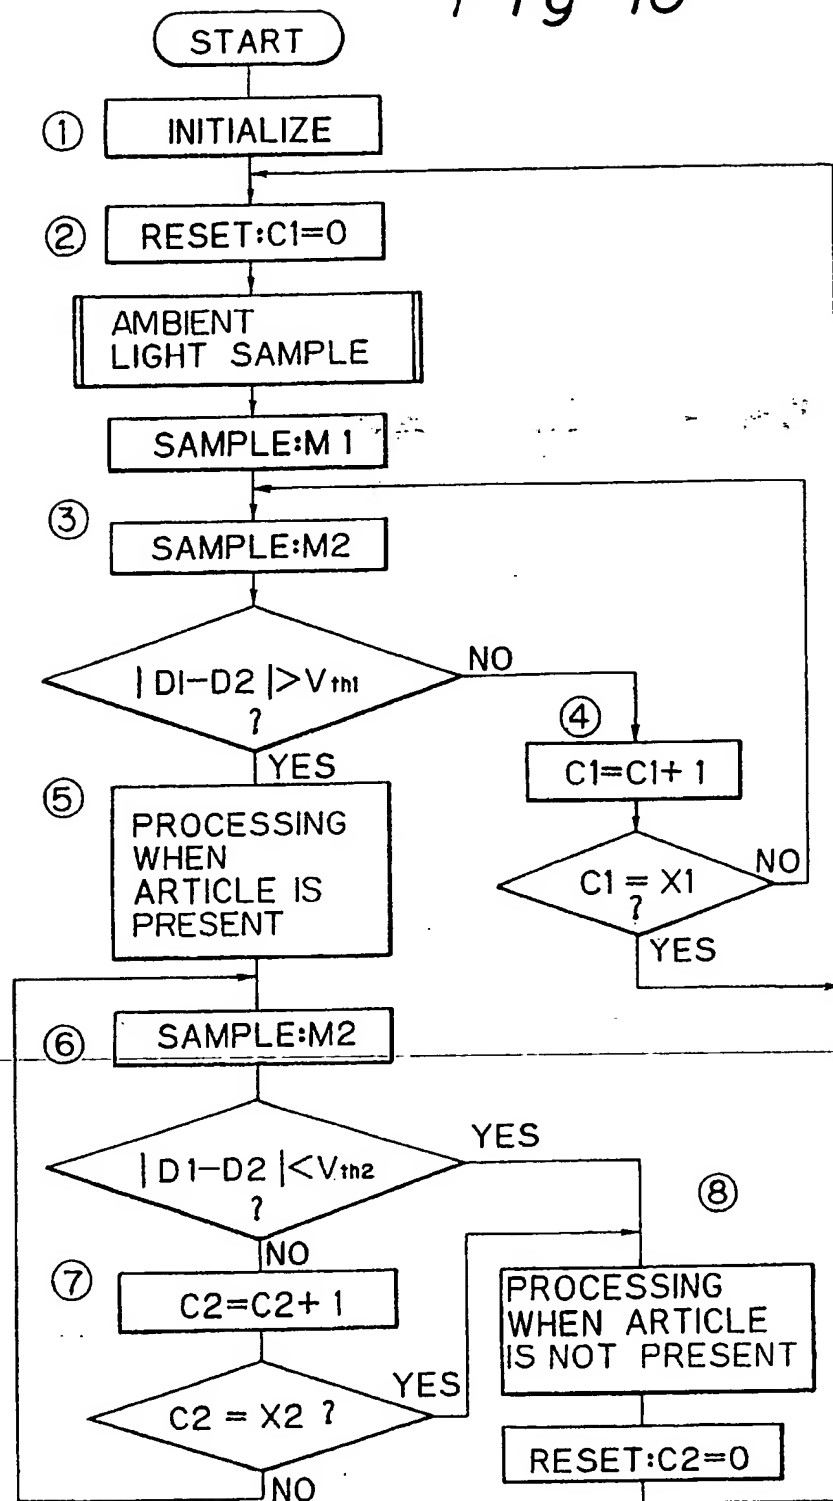 Fig 10
START
① INITIALIZE
② RESET:C1=0
AMBIENT
LIGHT SAMPLE
SAMPLE:M1
③
SAMPLE:M2
|D1-D2|>Vth1
?
NO
YES
④
C1=C1+1
C1=X1
?
NO
YES
⑤
PROCESSING
WHEN
ARTICLE IS
PRESENT
⑥ SAMPLE:M2
|D1-D2|<Vth2
?
YES
NO
⑦ C2=C2+1
C2=X2 ?
YES
NO
⑧
PROCESSING
WHEN ARTICLE
IS NOT PRESENT
RESET:C2=0